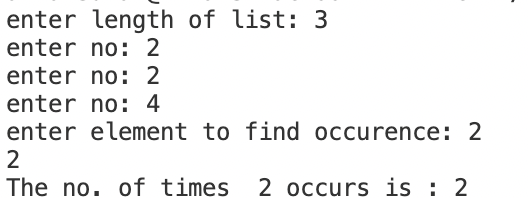 enter length of list: 3
enter no: 2
enter no: 2
enter no: 4
enter element to find occurence: 2
2
The no. of times  2 occurs is : 2